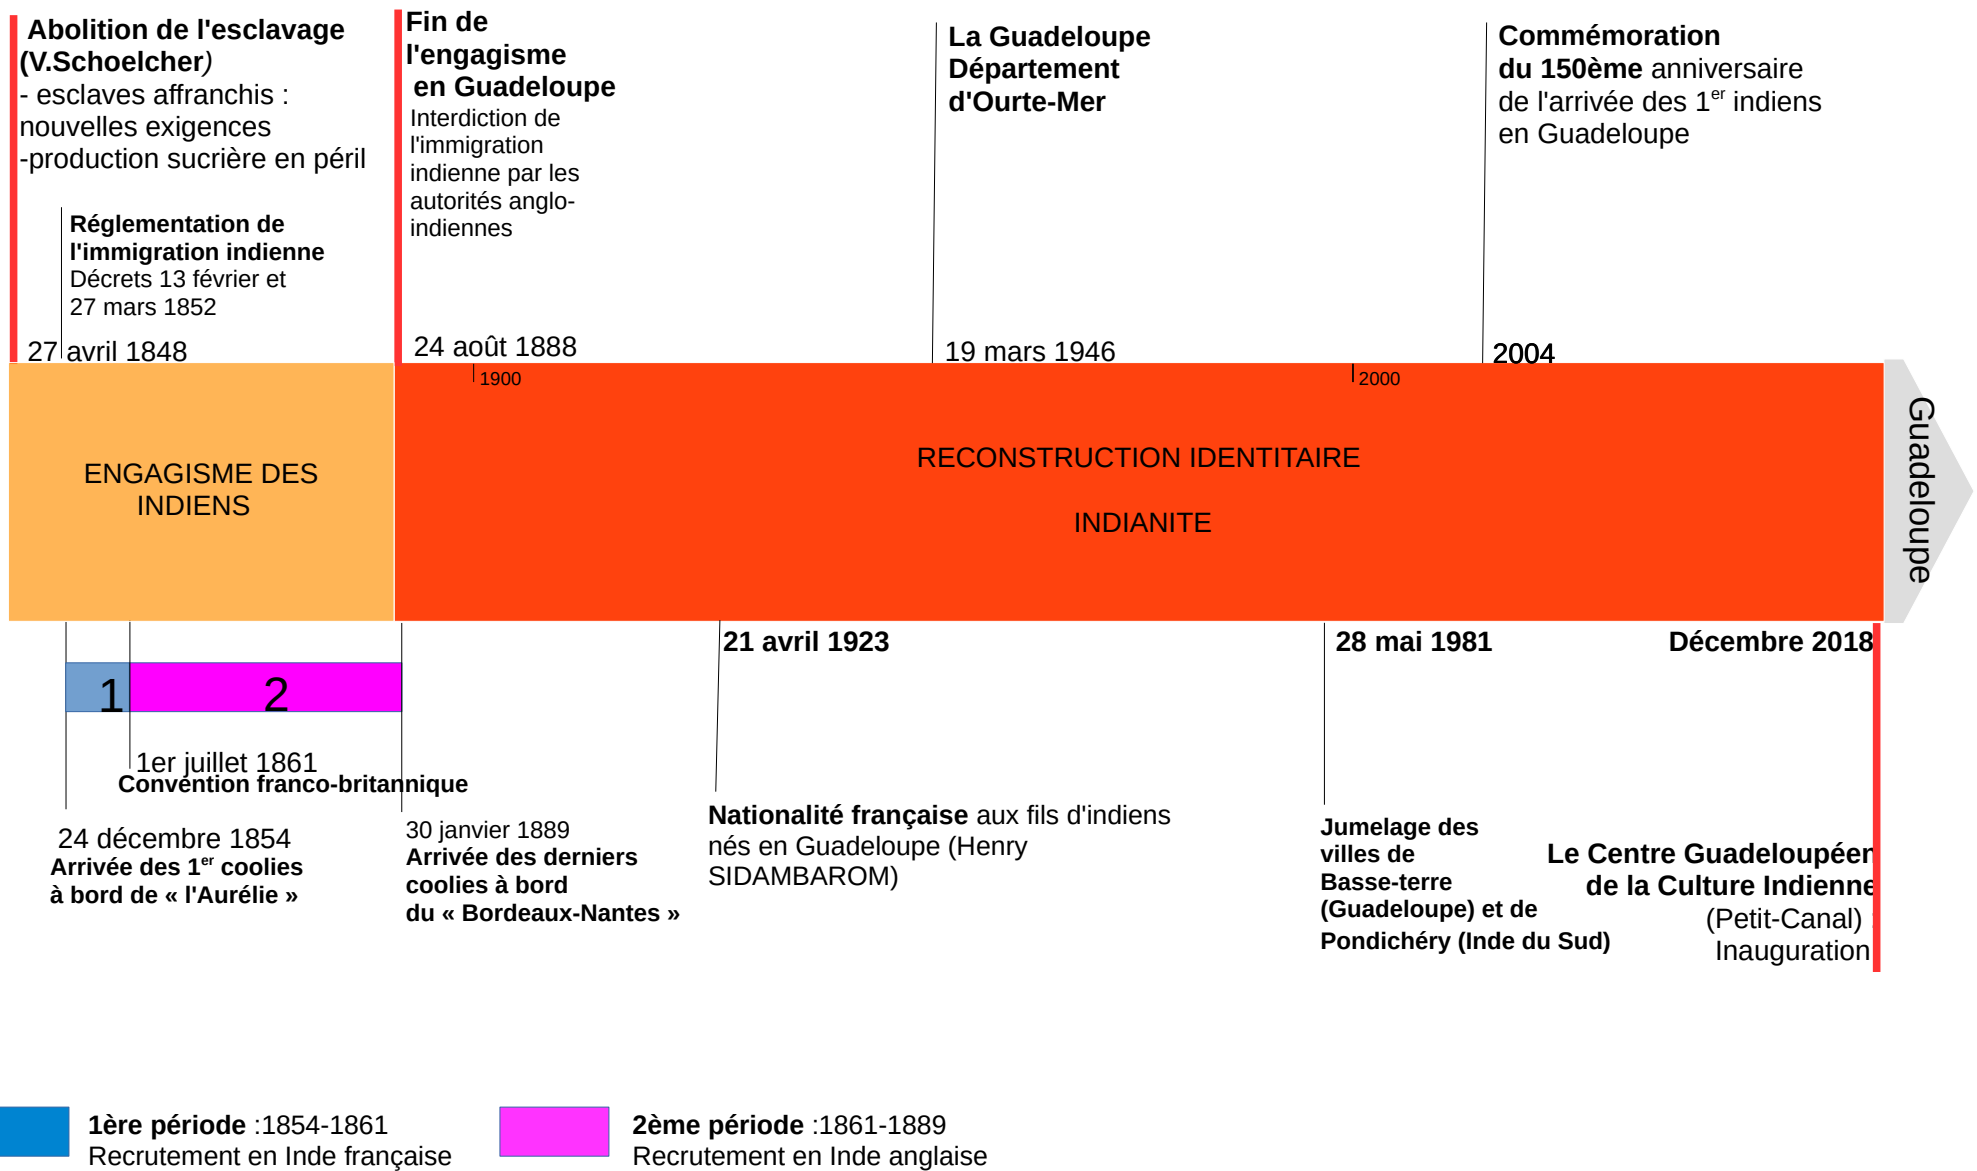 Abolition de l'esclavage
(V.Schoelcher)
- esclaves affranchis :
nouvelles exigences
-production sucrière en péril
Réglementation de
l'immigration indienne
Décrets 13 février et
27 mars 1852
27 avril 1848
Fin de
l'engagisme
en Guadeloupe
Interdiction de
l'immigration
indienne par les
autorités anglo-
indiennes
24 août 1888
La Guadeloupe
Département
d'Ourte-Mer
19 mars 1946
Commémoration
du 150ème anniversaire
de l'arrivée des 1er indiens
en Guadeloupe
2004
1900
2000
ENGAGISME DES
INDIENS
RECONSTRUCTION IDENTITAIRE
INDIANITE
Guadeloupe
1
2
1er juillet 1861
Convention franco-britannique
24 décembre 1854
Arrivée des 1er coolies
à bord de « l'Aurélie »
30 janvier 1889
Arrivée des derniers
coolies à bord
du « Bordeaux-Nantes »
21 avril 1923
Nationalité française aux fils d'indiens
nés en Guadeloupe (Henry
SIDAMBAROM)
28 mai 1981
Jumelage des
villes de
Basse-terre
(Guadeloupe) et de
Pondichéry (Inde du Sud)
Décembre 2018
Le Centre Guadeloupéen
de la Culture Indienne
(Petit-Canal) :
Inauguration
1ère période :1854-1861
Recrutement en Inde française
2ème période :1861-1889
Recrutement en Inde anglaise